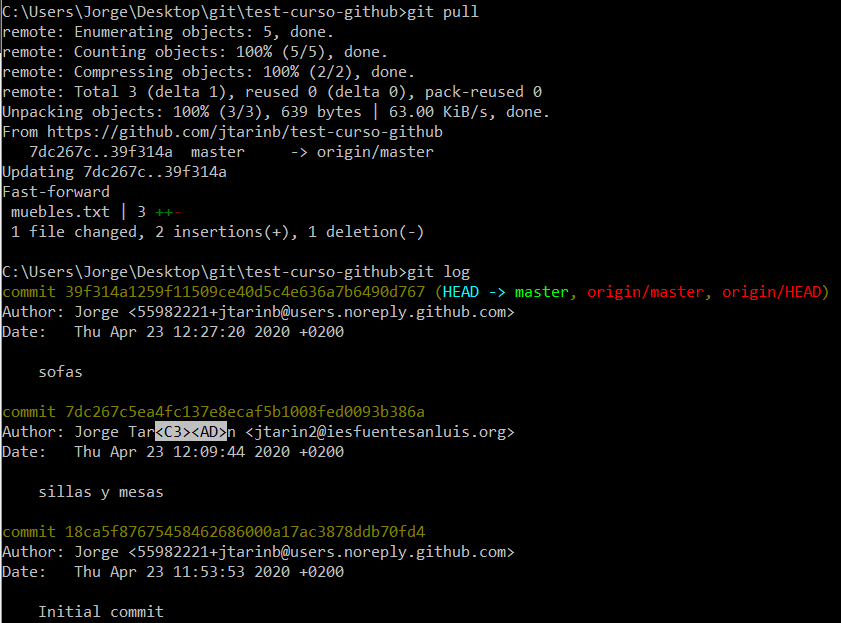 C:\Users\Jorge\Desktop\git\test-curso-github>git pull
remote: Enumerating objects: 5, done.
remote: Counting objects: 100% (5/5), done.
remote: Compressing objects: 100% (2/2), done.
remote: Total 3 (delta 1), reused 0 (delta 0), pack-reused 0
Unpacking objects: 100% (3/3), 639 bytes | 63.00 KiB/s, done.
From https://github.com/jtarinb/test-curso-github
   7dc267c..39f314a  master     -> origin/master
Updating 7dc267c..39f314a
Fast-forward
 muebles.txt | 3 ++-
 1 file changed, 2 insertions(+), 1 deletion(-)
C:\Users\Jorge\Desktop\git\test-curso-github>git log
commit 39f314a1259f11509ce40d5c4e636a7b6490d767 (HEAD -> master, origin/master, origin/HEAD)
Author: Jorge <55982221+jtarinb@users.noreply.github.com>
Date:   Thu Apr 23 12:27:20 2020 +0200
    sofas
commit 7dc267c5ea4fc137e8ecaf5b1008fed0093b386a
Author: Jorge Tar<C3><AD>n <jtarin2@iesfuentesanluis.org>
Date:   Thu Apr 23 12:09:44 2020 +0200
    sillas y mesas
commit 18ca5f87675458462686000a17ac3878ddb70fd4
Author: Jorge <55982221+jtarinb@users.noreply.github.com>
Date:   Thu Apr 23 11:53:53 2020 +0200
    Initial commit